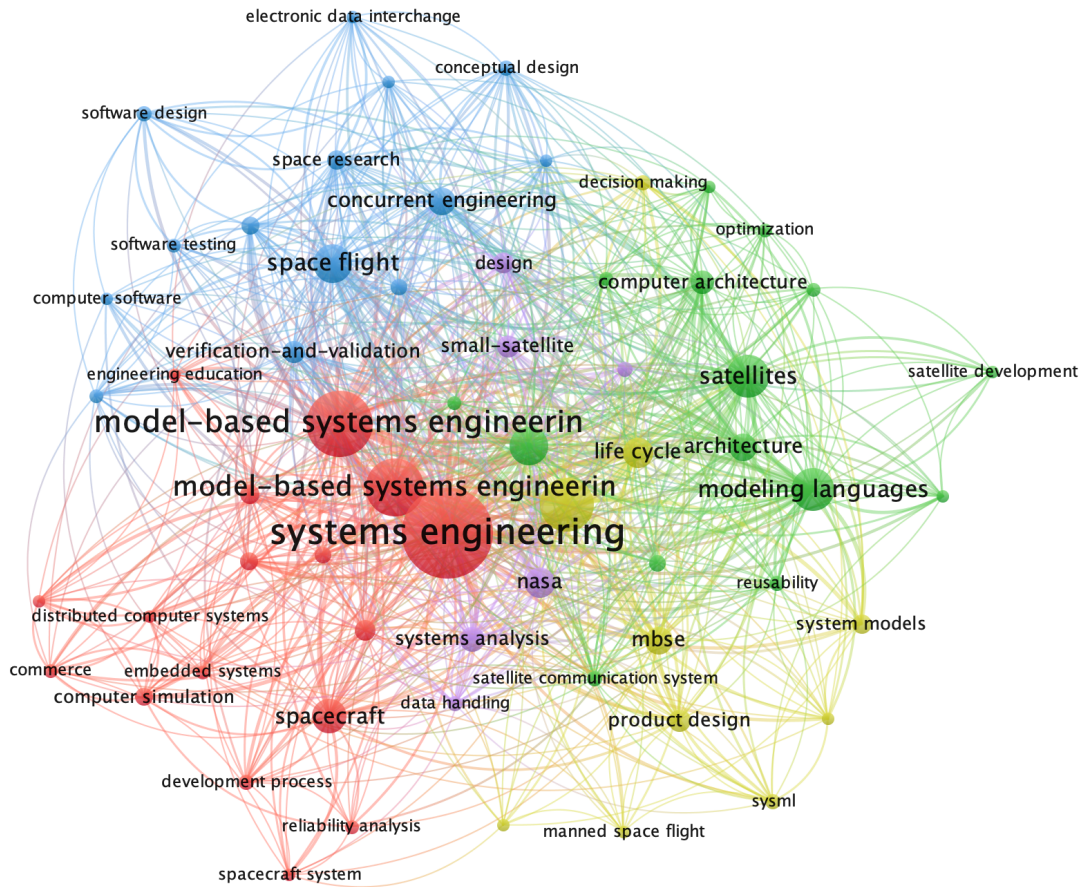 electronic data interchange
conceptual design
software design
space research
decision making
concurrent engineering
optimization
software testing
space flight
design
computer architecture
computer software
small-satellite
verification-and-validation
satellite development
engineering education
satellites
model-based systems engineerin
architecture
life cycle
model-based systems engineerin
modeling languages
systems engineering
nasa
reusability
distributed computer systems
system models
systems analysis
mbse
commerce
embedded systems
satellite communication system
computer simulation
data handling
spacecraft
product design
development process
sysml
reliability analysis
manned space flight
spacecraft system